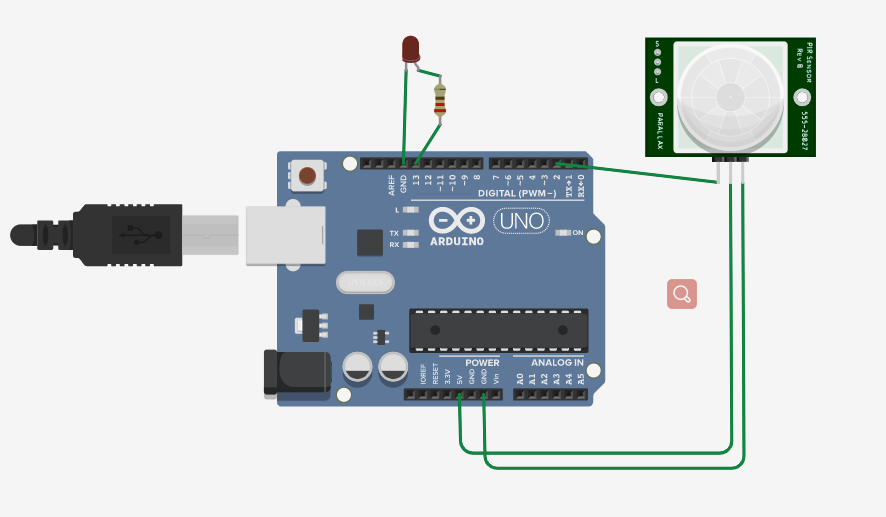 S
L
PIR SENSOR
Rev B
PARALLAX
555-28027
AREF
GND
13
12
~11
~10
~9
8
7
~6
~5
4
~3
2
TX→1
RX←0
DIGITAL (PWM~)
L
TX
RX
ARDUINO
UNO
ON
POWER
ANALOG IN
IOREF
RESET
3.3V
5V
GND
GND
Vin
A0
A1
A2
A3
A4
A5